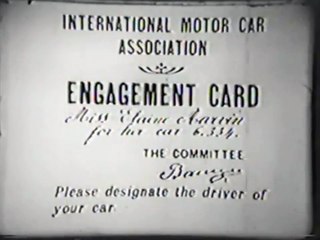 INTERNATIONAL MOTOR CAR
ASSOCIATION
ENGAGEMENT CARD
Miss Elaine Marvin
for her car 6.334.
THE COMMITTEE
Please designate the driver of
your car.